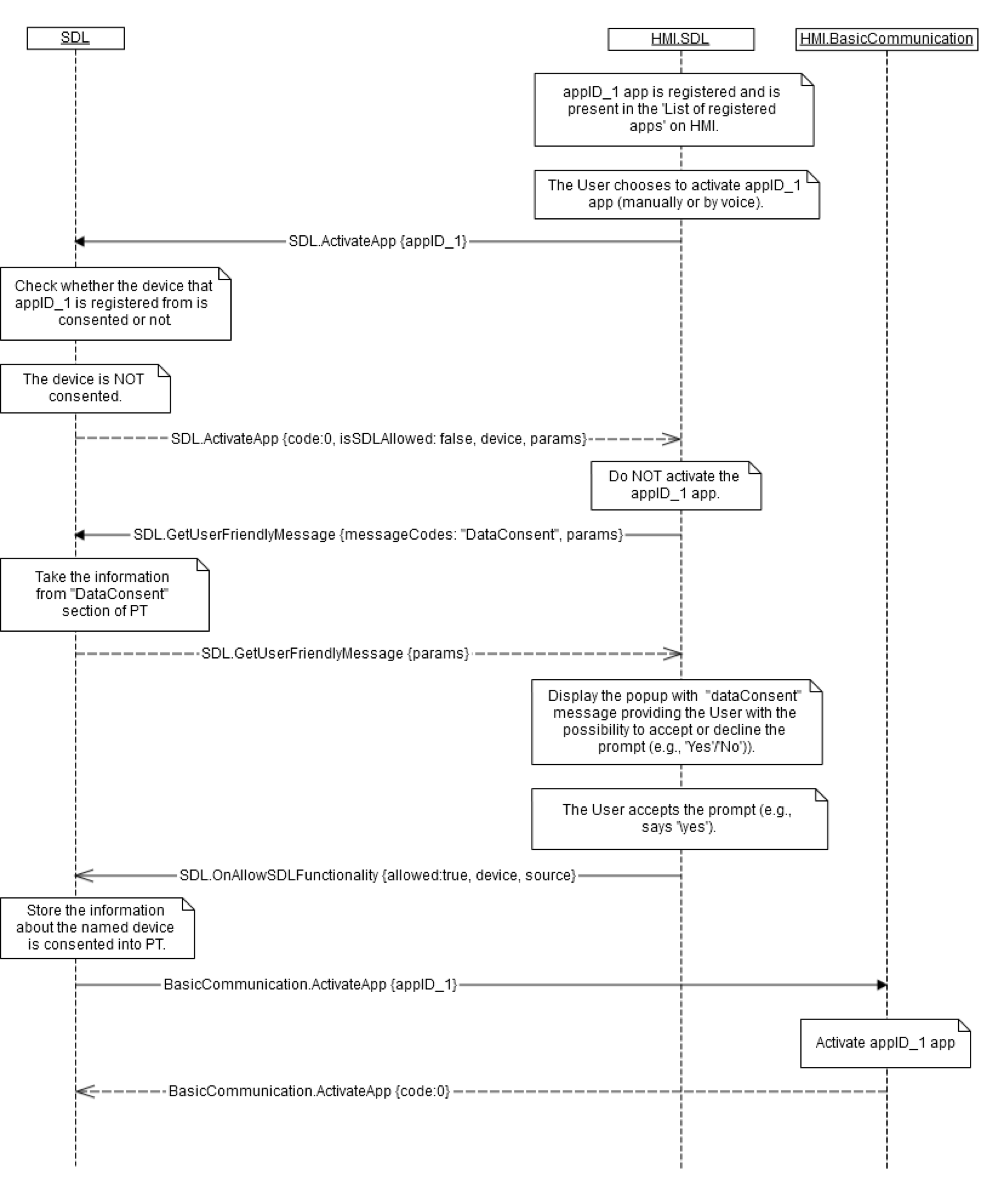 SDL
HMI.SDL
HMI.BasicCommunication
appID_1 app is registered and is
present in the 'List of registered
apps' on HMI.
The User chooses to activate appID_1
app (manually or by voice).
SDL.ActivateApp {appID_1}
Check whether the device that
appID_1 is registered from is
consented or not.
The device is NOT
consented.
SDL.ActivateApp {code:0, isSDLAllowed: false, device, params}
Do NOT activate the
appID_1 app.
SDL.GetUserFriendlyMessage {messageCodes: "DataConsent", params}
Take the information
from "DataConsent"
section of PT
SDL.GetUserFriendlyMessage {params}
Display the popup with "dataConsent"
message providing the User with the
possibility to accept or decline the
prompt (e.g., 'Yes'/'No')).
The User accepts the prompt (e.g.,
says '\yes').
SDL.OnAllowSDLFunctionality {allowed:true, device, source}
Store the information
about the named device
is consented into PT.
BasicCommunication.ActivateApp {appID_1}
Activate appID_1 app
BasicCommunication.ActivateApp {code:0}